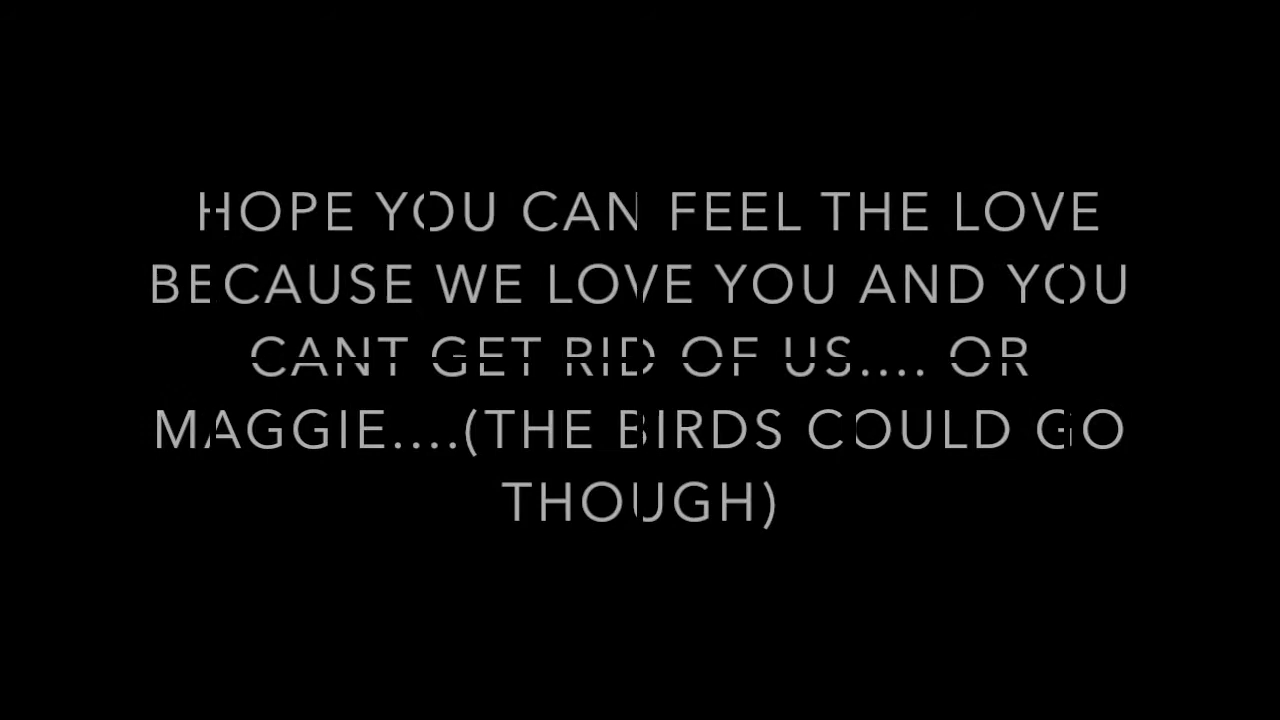 HOPE YOU CAN FEEL THE LOVE
BECAUSE WE LOVE YOU AND YOU
CANT GET RID OF US.... OR
MAGGIE....(THE BIRDS COULD GO
THOUGH)